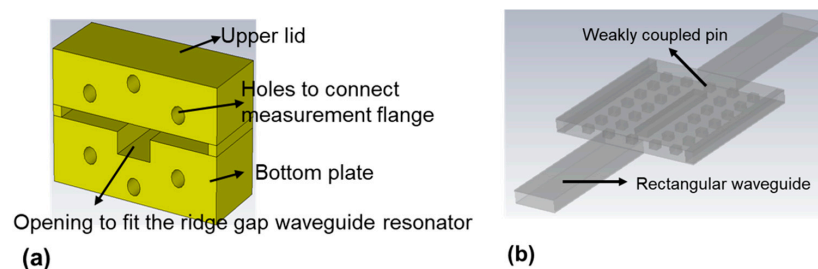 Upper lid
Holes to connect
measurement flange
Bottom plate
Opening to fit the ridge gap waveguide resonator
(a)
Weakly coupled pin
Rectangular waveguide
(b)